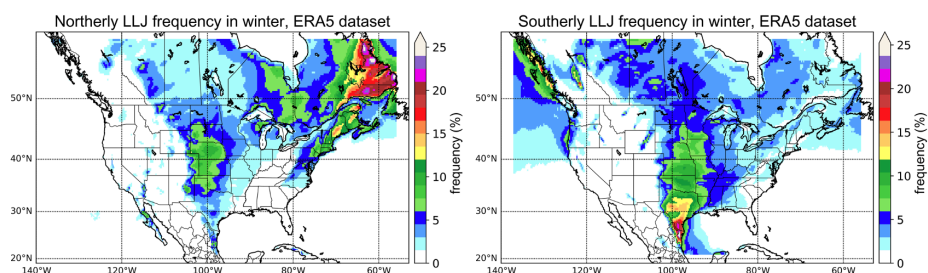 Northerly LLJ frequency in winter, ERA5 dataset
50°N
40°N
30°N
20°N
140°W 120°W 100°W 80°W 60°W
25
20
15
10
5
0
frequency (%)
Southerly LLJ frequency in winter, ERA5 dataset
50°N
40°N
30°N
20°N
140°W 120°W 100°W 80°W 60°W
25
20
15
10
5
0
frequency (%)